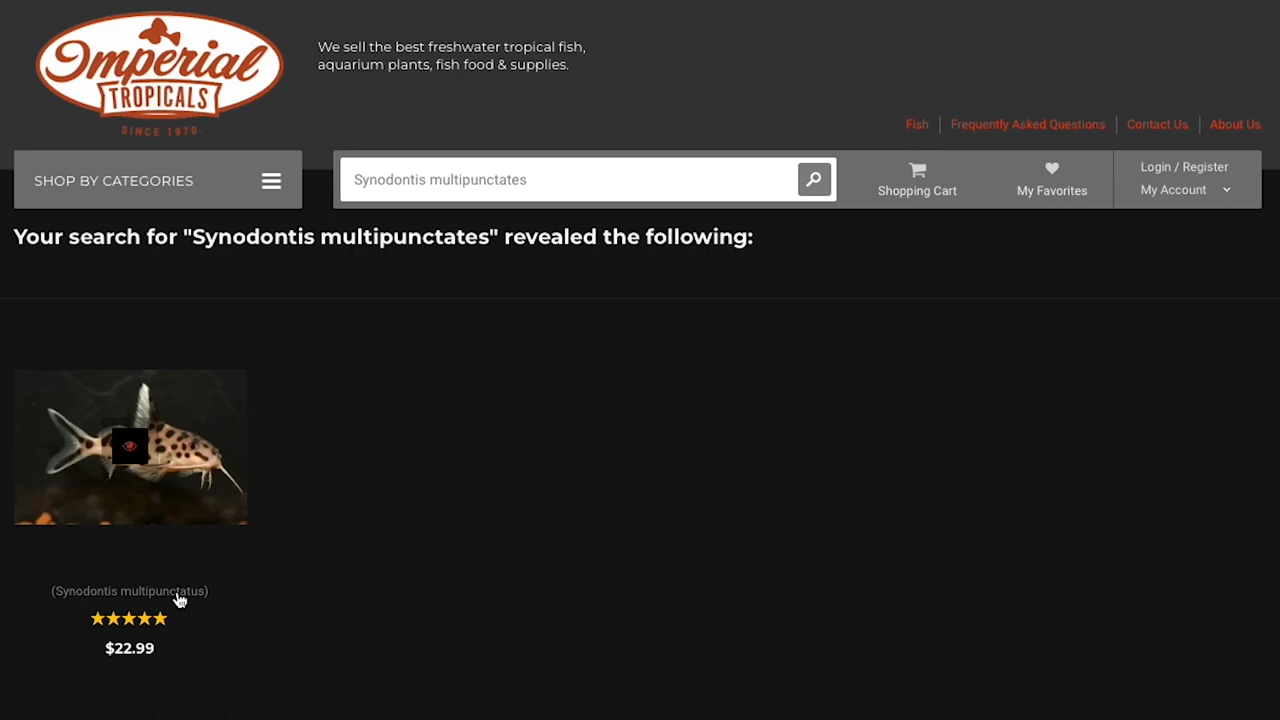 Imperial
TROPICALS
SINCE 1970
We sell the best freshwater tropical fish,
aquarium plants, fish food & supplies.
Fish
Frequently Asked Questions
Contact Us
About Us
SHOP BY CATEGORIES
Synodontis multipunctates
Shopping Cart
My Favorites
Login / Register
My Account
Your search for "Synodontis multipunctates" revealed the following:
(Synodontis multipunctatus)
$22.99